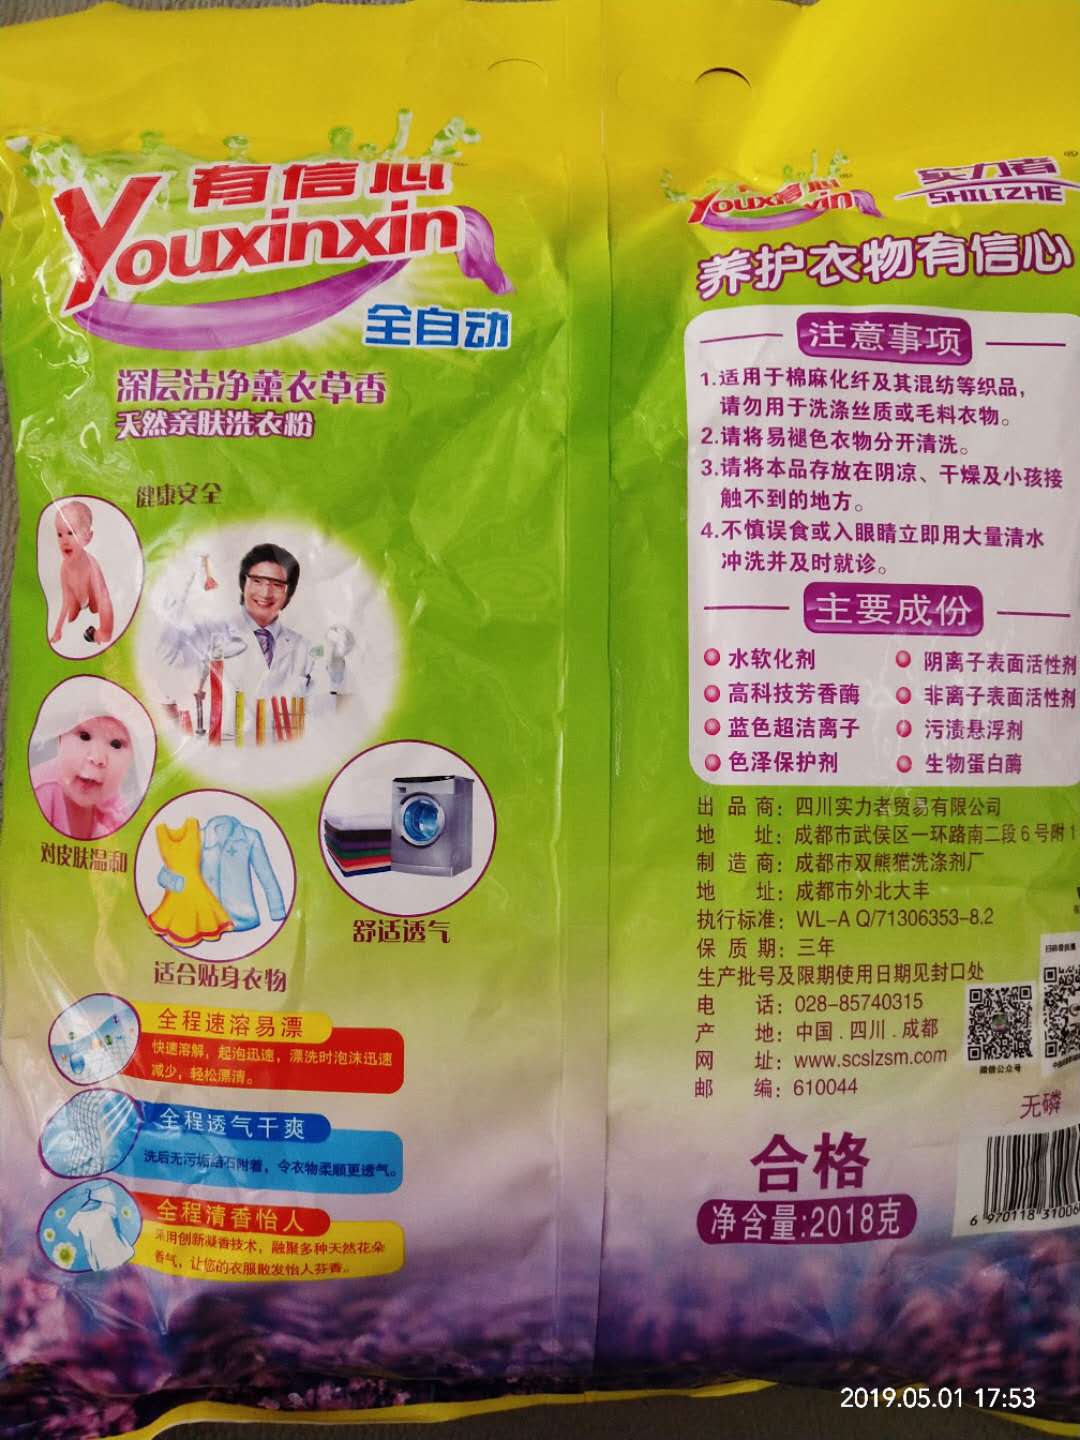 有信心
Youxinxin
全自动
深层洁净薰衣草香
天然亲肤洗衣粉
健康安全
对皮肤温和
适合贴身衣物
舒适透气
全程速溶易漂
快速溶解，起泡迅速，漂洗时泡沫迅速
减少，轻松漂清。
全程透气干爽
洗后无污垢结石附着，令衣物柔顺更透气。
全程清香怡人
采用创新凝香技术，融聚多种天然花朵
香气，让您的衣服散发怡人芬香。
实力者
SHILIZHE
养护衣物有信心
注意事项
1.适用于棉麻化纤及其混纺等织品，
请勿用于洗涤丝质或毛料衣物。
2.请将易褪色衣物分开清洗。
3.请将本品存放在阴凉、干燥及小孩接
触不到的地方。
4.不慎误食或入眼睛立即用大量清水
冲洗并及时就诊。
主要成份
水软化剂 阴离子表面活性剂
高科技芳香酶 非离子表面活性剂
蓝色超洁离子 污渍悬浮剂
色泽保护剂 生物蛋白酶
出品商：四川实力者贸易有限公司
地址：成都市武侯区一环路南二段6号附1
制造商：成都市双熊猫洗涤剂厂
地址：成都市外北大丰
执行标准：WL-A Q/71306353-8.2
保质期：三年
生产批号及限期使用日期见封口处
电话：028-85740315
产地：中国.四川.成都
网址：www.scslzsm.com
邮编：610044
微信公众号
无磷
合格
净含量:2018克
6 970118 31006
2019.05.01 17:53